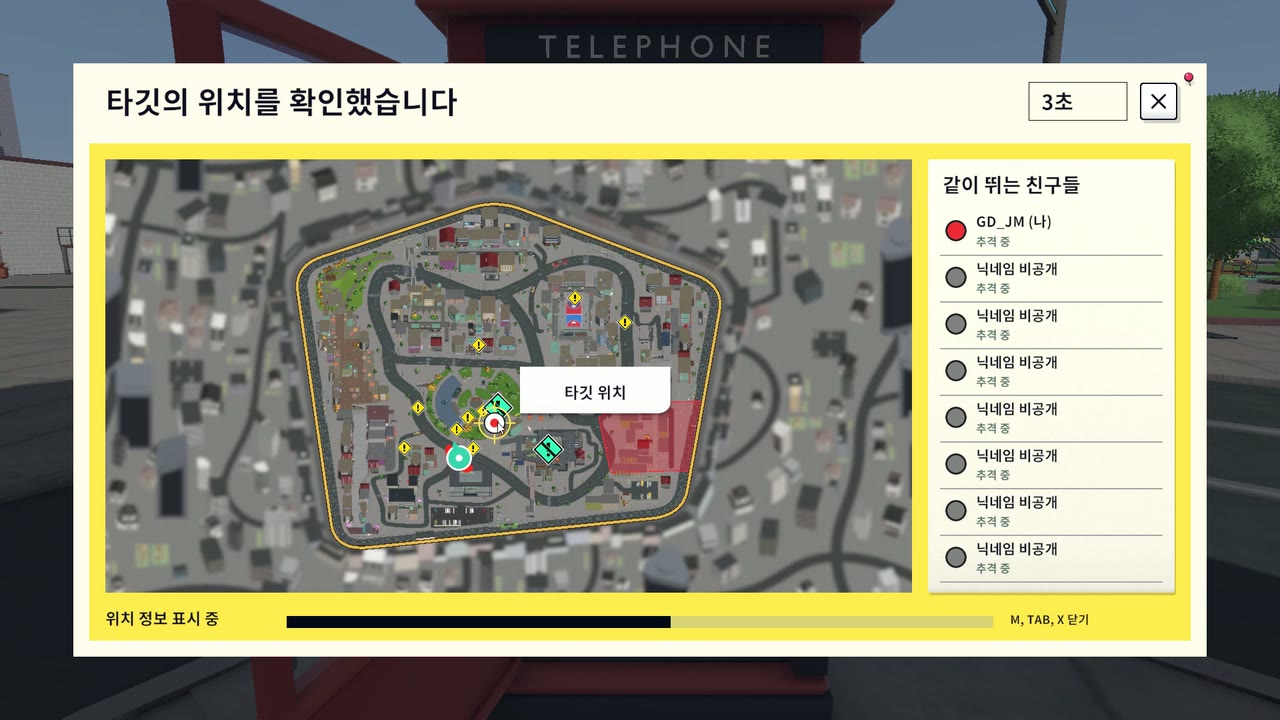 TELEPHONE
타깃의 위치를 확인했습니다
3초
타깃 위치
같이 뛰는 친구들
GD_JM (나)
추격 중
닉네임 비공개
추격 중
닉네임 비공개
추격 중
닉네임 비공개
추격 중
닉네임 비공개
추격 중
닉네임 비공개
추격 중
닉네임 비공개
추격 중
닉네임 비공개
추격 중
위치 정보 표시 중
M, TAB, X 닫기